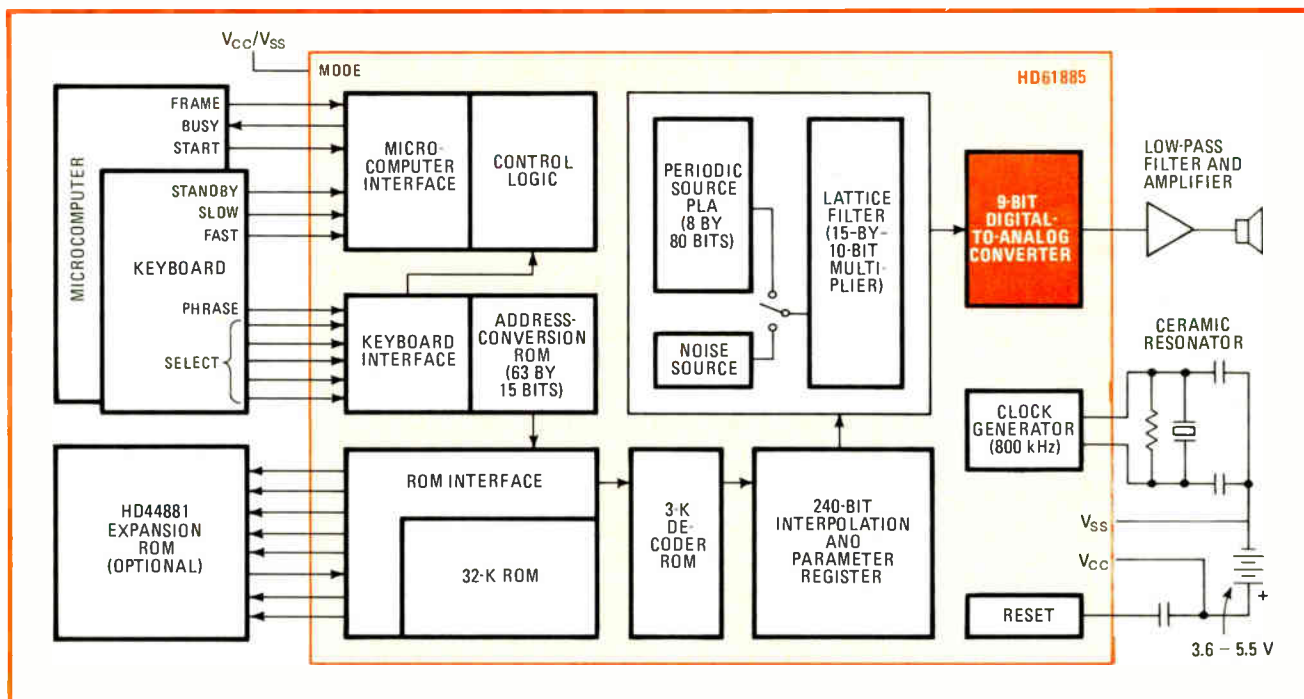 V_CC/V_SS
MODE
HD61885
MICROCOMPUTER
FRAME
BUSY
START
KEYBOARD
STANDBY
SLOW
FAST
PHRASE
SELECT
MICRO-
COMPUTER
INTERFACE
CONTROL
LOGIC
KEYBOARD
INTERFACE
ADDRESS-
CONVERSION
ROM
(63 BY
15 BITS)
PERIODIC
SOURCE
PLA
(8 BY
80 BITS)
NOISE
SOURCE
LATTICE
FILTER
(15-BY-
10-BIT
MULTI-
PLIER)
9-BIT
DIGITAL-
TO-ANALOG
CONVERTER
LOW-PASS
FILTER AND
AMPLIFIER
CERAMIC
RESONATOR
CLOCK
GENERATOR
(800 kHz)
HD44881
EXPANSION
ROM
(OPTIONAL)
ROM INTERFACE
32-K ROM
3-K
DE-
CODER
ROM
240-BIT
INTERPOLATION
AND
PARAMETER
REGISTER
V_SS
V_CC
RESET
+
3.6 – 5.5 V